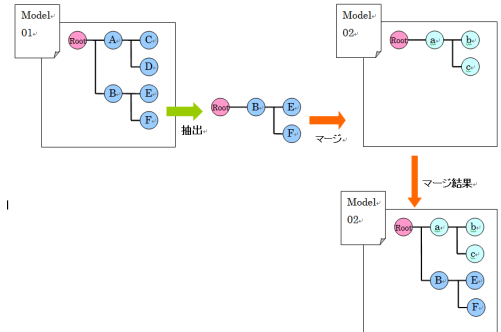 Model
01
Root A C
D
B E
F
抽出
Root B E
F
マージ
Model
02
Root a b
c
マージ結果
Model
02
Root a b
c
B E
F